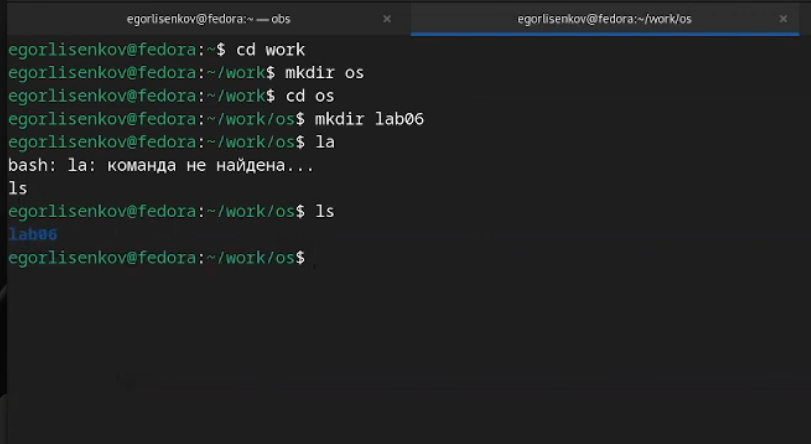 egorlisenkov@fedora:~ — obs × egorlisenkov@fedora:~/work/os ×
egorlisenkov@fedora:~$ cd work
egorlisenkov@fedora:~/work$ mkdir os
egorlisenkov@fedora:~/work$ cd os
egorlisenkov@fedora:~/work/os$ mkdir lab06
egorlisenkov@fedora:~/work/os$ la
bash: la: команда не найдена...
ls
egorlisenkov@fedora:~/work/os$ ls
lab06
egorlisenkov@fedora:~/work/os$